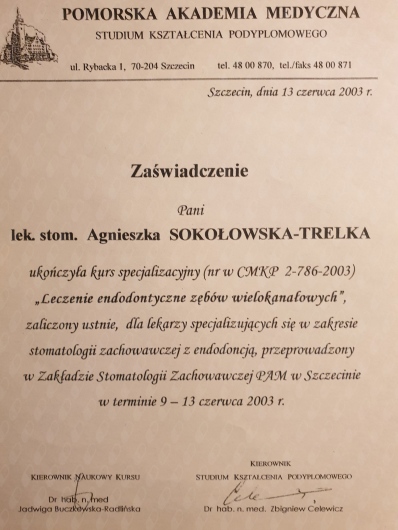 POMORSKA AKADEMIA MEDYCZNA
STUDIUM KSZTAŁCENIA PODYPLOMOWEGO
ul. Rybacka 1, 70-204 Szczecin tel. 48 00 870, tel./faks 48 00 871
Szczecin, dnia 13 czerwca 2003 r.
Zaświadczenie
Pani
lek. stom. Agnieszka SOKOŁOWSKA-TRELKA
ukończyła kurs specjalizacyjny (nr w CMKP 2-786-2003)
„Leczenie endodontyczne zębów wielokanałowych”,
zaliczony ustnie, dla lekarzy specjalizujących się w zakresie
stomatologii zachowawczej z endodoncją, przeprowadzony
w Zakładzie Stomatologii Zachowawczej PAM w Szczecinie
w terminie 9 – 13 czerwca 2003 r.
KIEROWNIK NAUKOWY KURSU
Dr hab. n. med
Jadwiga Buczkowska-Radlińska
KIEROWNIK
STUDIUM KSZTAŁCENIA PODYPLOMOWEGO
Dr hab. n. med. Zbigniew Celewicz